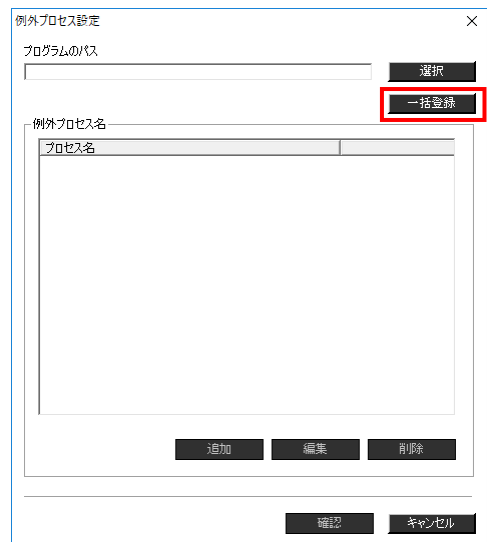 例外プロセス設定
プログラムのパス
選択
一括登録
例外プロセス名
プロセス名
追加 編集 削除
確認 キャンセル